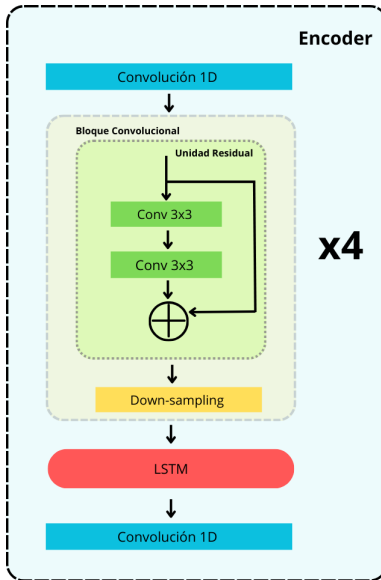 Encoder
Convolución 1D
Bloque Convolucional
Unidad Residual
Conv 3x3
Conv 3x3
x4
Down-sampling
LSTM
Convolución 1D